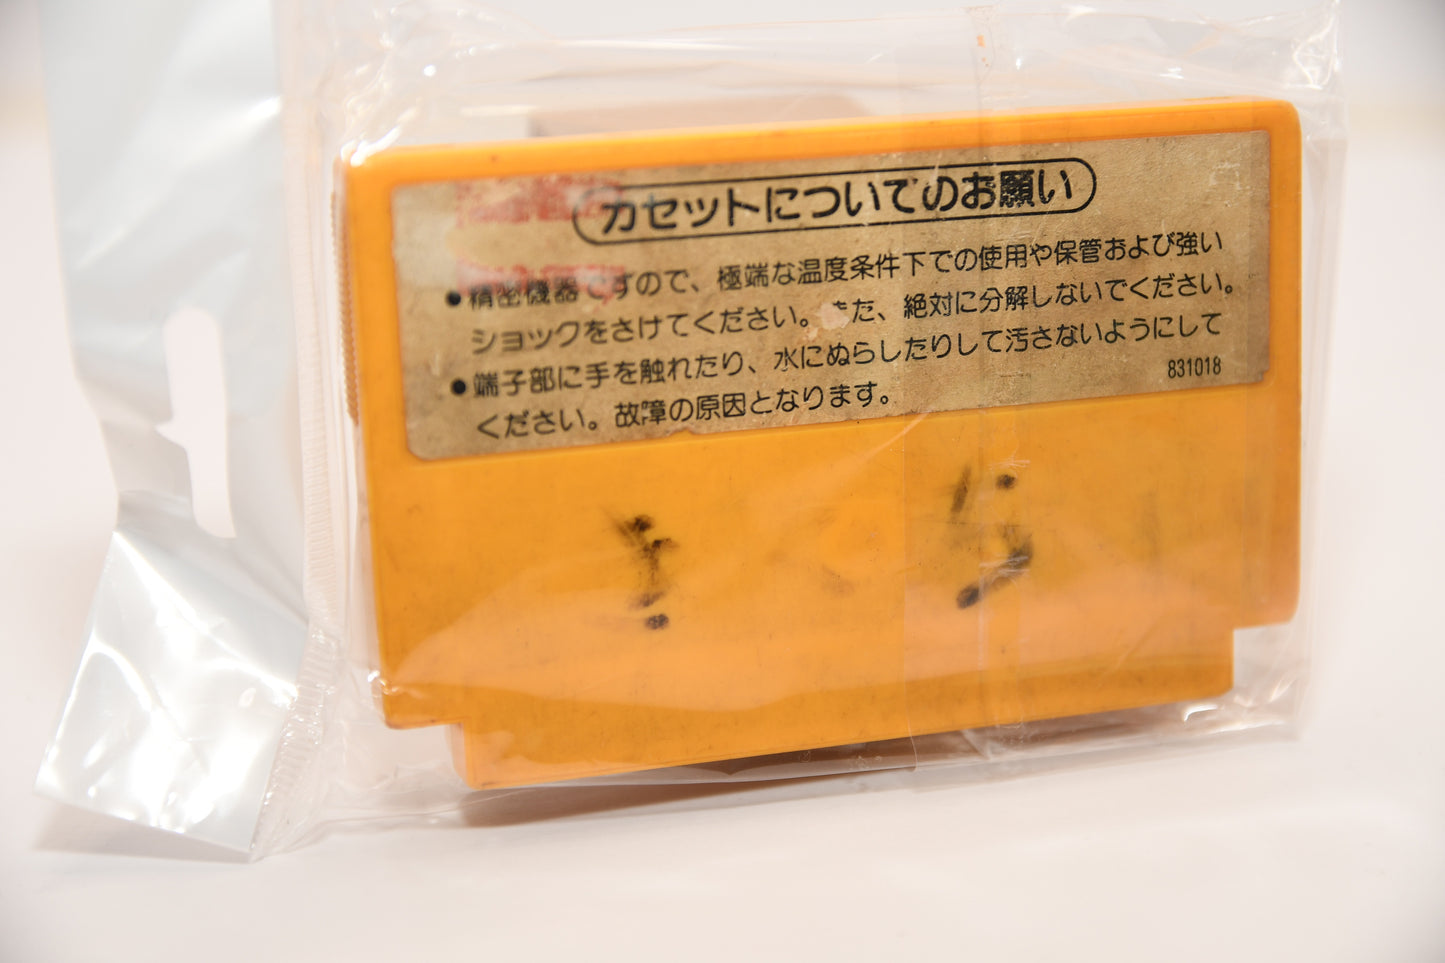 カセットについてのお願い
●精密機器ですので、極端な温度条件下での使用や保管および強い
ショックをさけてください。また、絶対に分解しないでください。
●端子部に手を触れたり、水にぬらしたりして汚さないようにして
ください。故障の原因となります。
831018